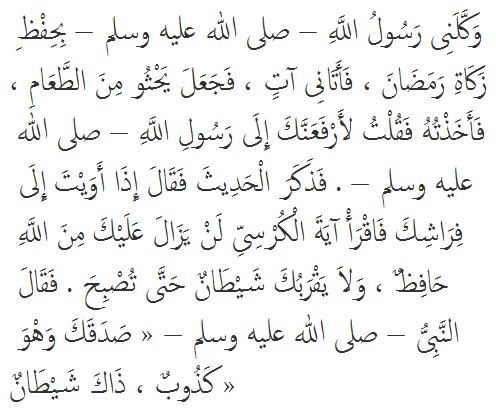 وَكَّلَنِى رَسُولُ اللَّهِ – صلى الله عليه وسلم – بِحِفْظِ
زَكَاةِ رَمَضَانَ ، فَأَتَانِى آتٍ ، فَجَعَلَ يَحْثُو مِنَ الطَّعَامِ ،
فَأَخَذْتُهُ فَقُلْتُ لأَرْفَعَنَّكَ إِلَى رَسُولِ اللَّهِ – صلى الله
عليه وسلم – . فَذَكَرَ الْحَدِيثَ فَقَالَ إِذَا أَوَيْتَ إِلَى
فِرَاشِكَ فَاقْرَأْ آيَةَ الْكُرْسِىِّ لَنْ يَزَالَ عَلَيْكَ مِنَ اللَّهِ
حَافِظٌ ، وَلاَ يَقْرَبُكَ شَيْطَانٌ حَتَّى تُصْبِحَ . فَقَالَ
النَّبِىُّ – صلى الله عليه وسلم – « صَدَقَكَ وَهْوَ
كَذُوبٌ ، ذَاكَ شَيْطَانٌ »